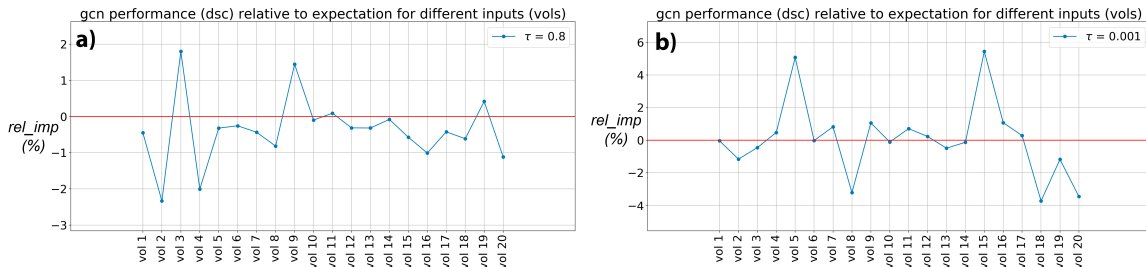 gcn performance (dsc) relative to expectation for different inputs (vols)
a)
τ = 0.8
2
1
0
−1
−2
−3
rel_imp
(%)
vol 1
vol 2
vol 3
vol 4
vol 5
vol 6
vol 7
vol 8
vol 9
vol 10
vol 11
vol 12
vol 13
vol 14
vol 15
vol 16
vol 17
vol 18
vol 19
vol 20
gcn performance (dsc) relative to expectation for different inputs (vols)
b)
τ = 0.001
6
4
2
0
−2
−4
rel_imp
(%)
vol 1
vol 2
vol 3
vol 4
vol 5
vol 6
vol 7
vol 8
vol 9
vol 10
vol 11
vol 12
vol 13
vol 14
vol 15
vol 16
vol 17
vol 18
vol 19
vol 20